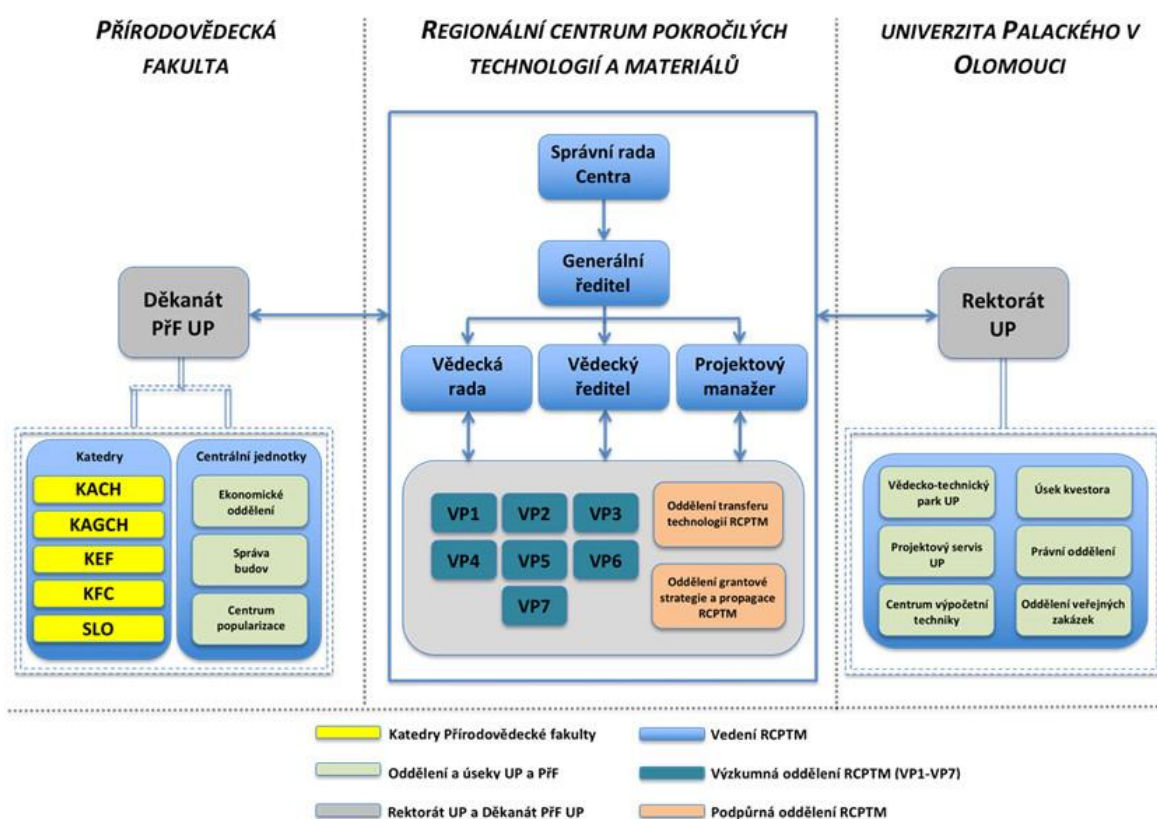 PŘÍRODOVĚDECKÁ
FAKULTA
REGIONÁLNÍ CENTRUM POKROČILÝCH
TECHNOLOGIÍ A MATERIÁLŮ
UNIVERZITA PALACKÉHO V
OLOMOUCI
Správní rada
Centra
Generální
ředitel
Děkanát
PřF UP
Rektorát
UP
Vědecká
rada
Vědecký
ředitel
Projektový
manažer
Katedry
KACH
KAGCH
KEF
KFC
SLO
Centrální jednotky
Ekonomické
oddělení
Správa
budov
Centrum
popularizace
VP1
VP2
VP3
VP4
VP5
VP6
VP7
Oddělení transferu
technologií RCPTM
Oddělení grantové
strategie a propagace
RCPTM
Vědecko-technický
park UP
Úsek kvestora
Projektový servis
UP
Právní oddělení
Centrum výpočetní
techniky
Oddělení veřejných
zakázek
Katedry Přírodovědecké fakulty
Vedení RCPTM
Oddělení a úseky UP a PřF
Výzkumná oddělení RCPTM (VP1-VP7)
Rektorát UP a Děkanát PřF UP
Podpůrná oddělení RCPTM